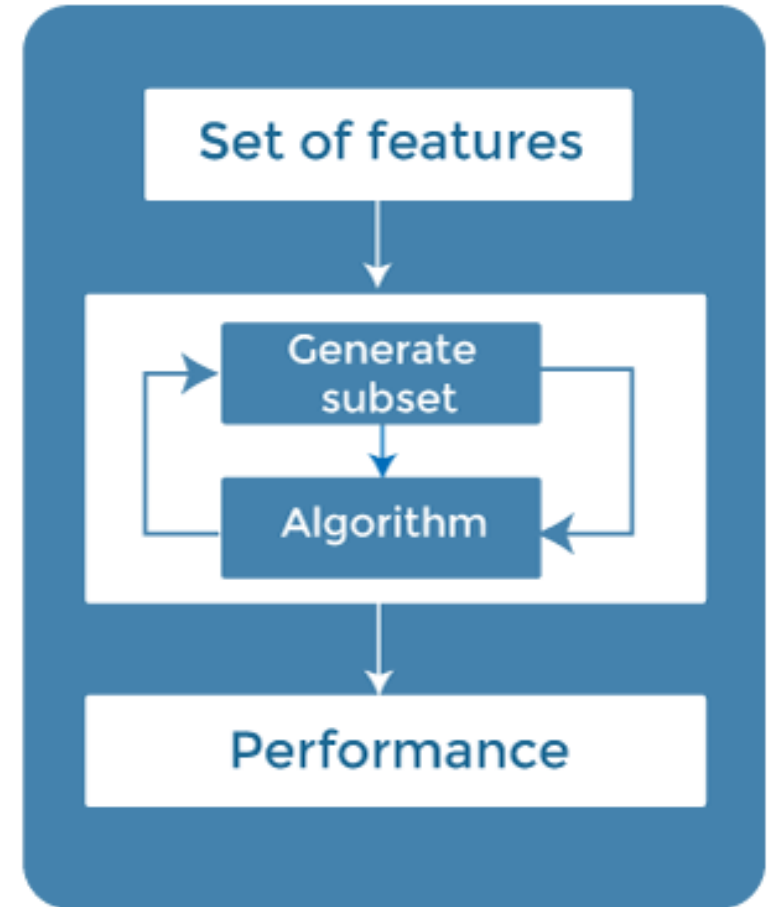 Set of features
Generate
subset
Algorithm
Performance